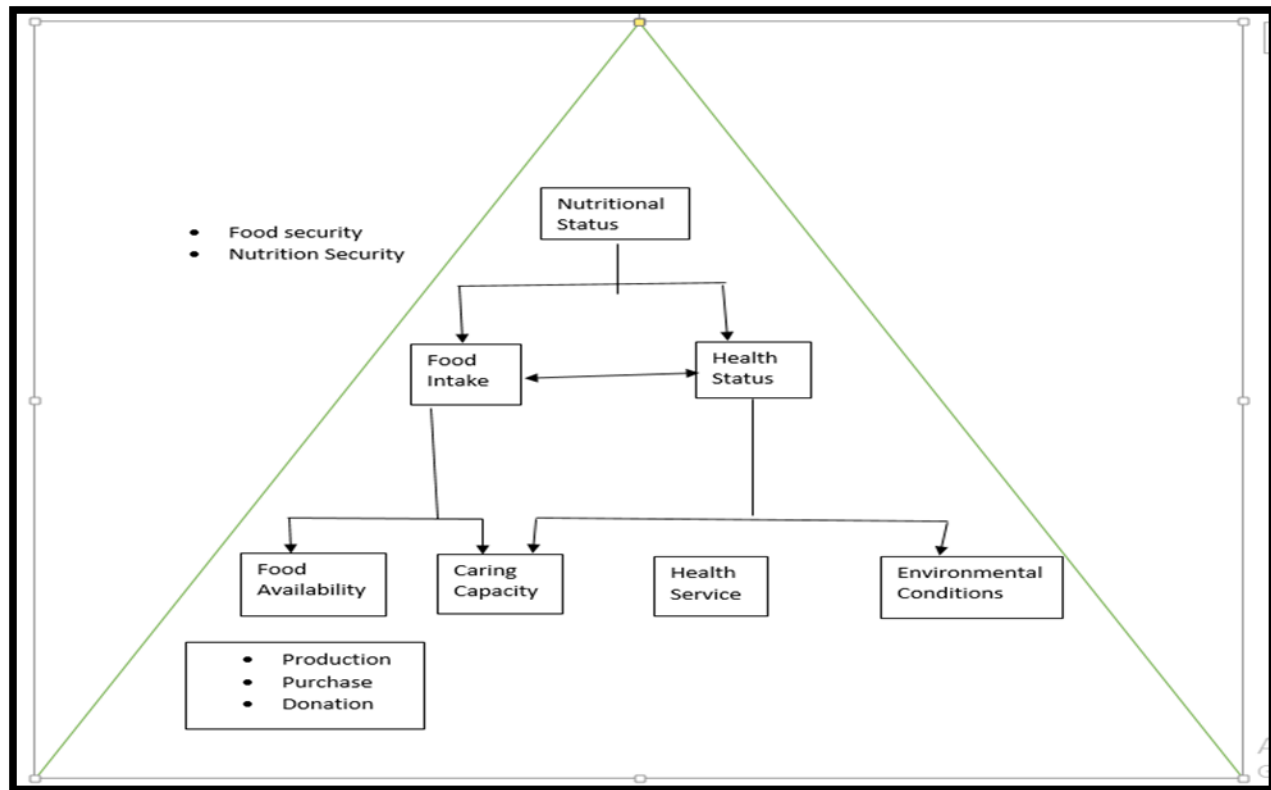 Nutritional
Status
• Food security
• Nutrition Security
Food
Intake
Health
Status
Food
Availability
Caring
Capacity
Health
Service
Environmental
Conditions
• Production
• Purchase
• Donation